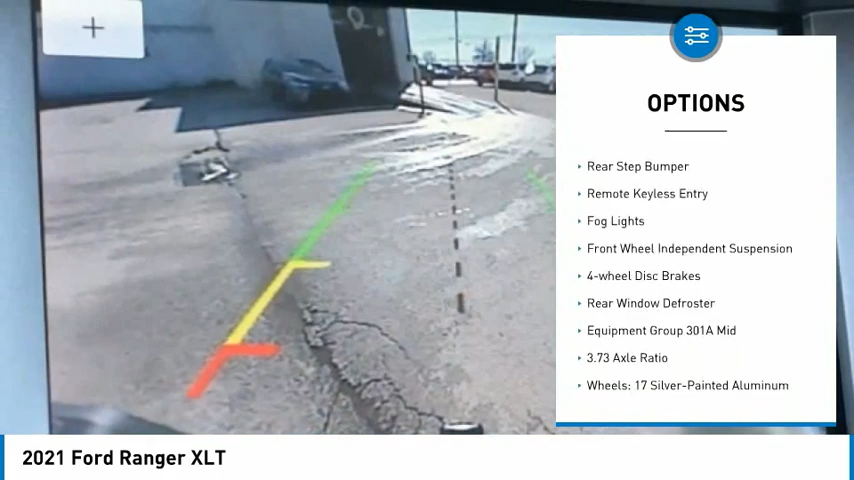 OPTIONS
Rear Step Bumper
Remote Keyless Entry
Fog Lights
Front Wheel Independent Suspension
4-wheel Disc Brakes
Rear Window Defroster
Equipment Group 301A Mid
3.73 Axle Ratio
Wheels: 17 Silver-Painted Aluminum
2021 Ford Ranger XLT